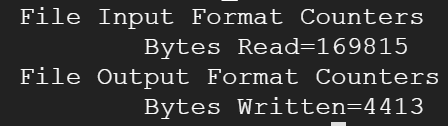 File Input Format Counters
Bytes Read=169815
File Output Format Counters
Bytes Written=4413